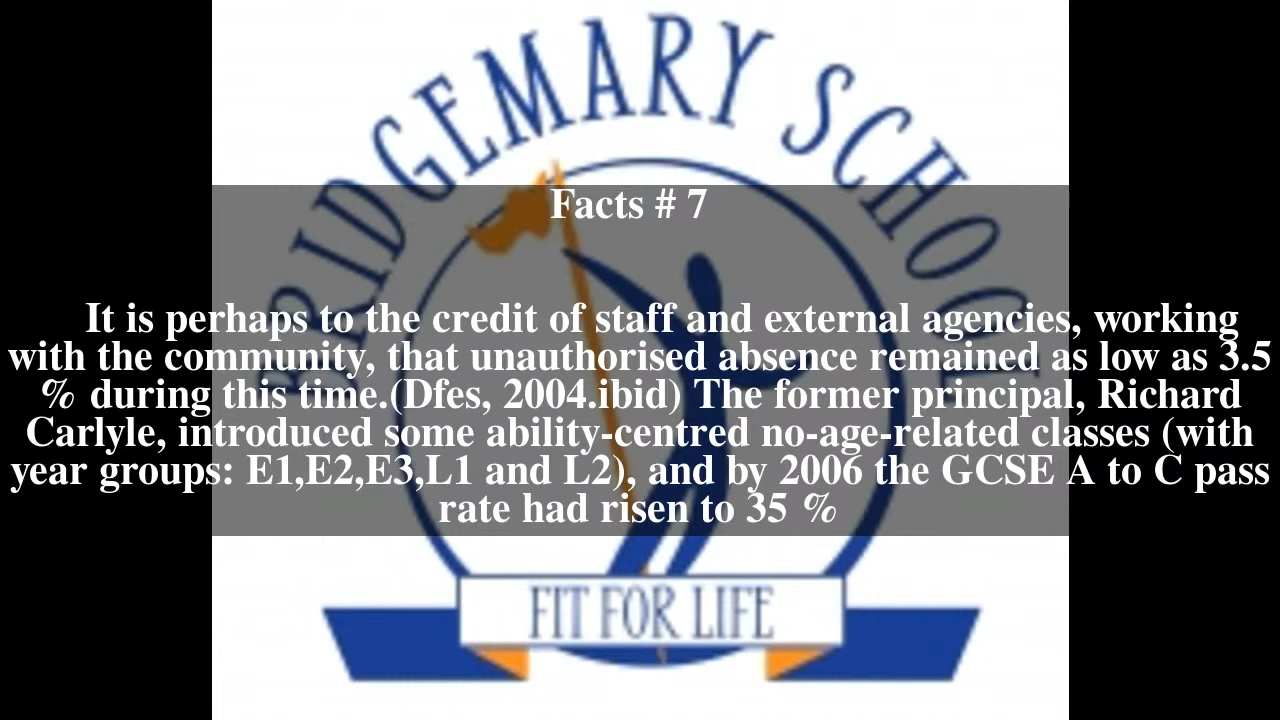 BRIDGEMARY SCHOOL
Facts # 7
It is perhaps to the credit of staff and external agencies, working
with the community, that unauthorised absence remained as low as 3.5
% during this time.(Dfes, 2004.ibid) The former principal, Richard
Carlyle, introduced some ability-centred no-age-related classes (with
year groups: E1,E2,E3,L1 and L2), and by 2006 the GCSE A to C pass
rate had risen to 35 %
FIT FOR LIFE